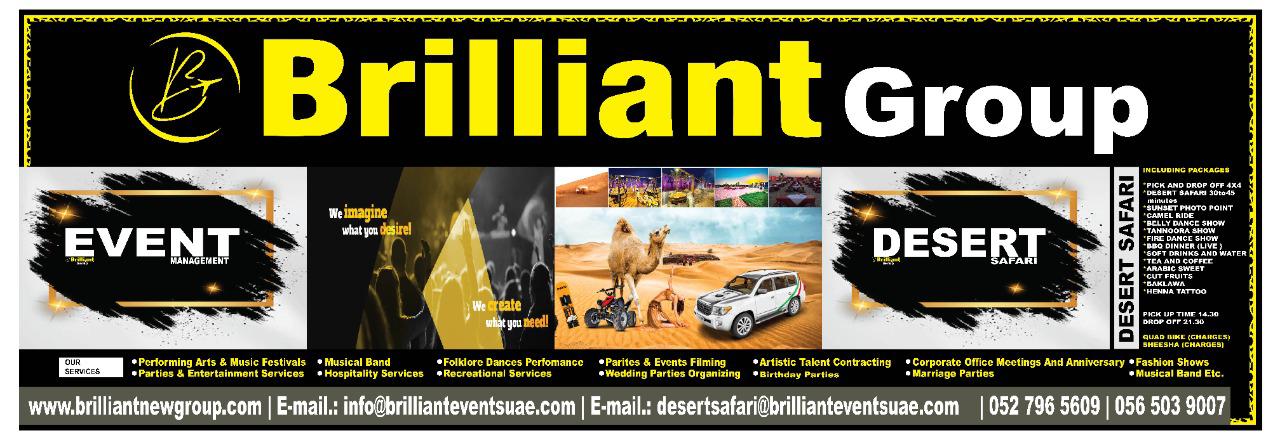 Brilliant Group
EVENT
MANAGEMENT
Brilliant
We imagine
what you desire!
We create
what you need!
DESERT
SAFARI
Brilliant
DESERT SAFARI
INCLUDING PACKAGES
*PICK AND DROP OFF 4X4
*DESERT SAFARI 30to45
minutes
*SUNSET PHOTO POINT
*CAMEL RIDE
*BELLY DANCE SHOW
*TANNOORA SHOW
*FIRE DANCE SHOW
*BBQ DINNER (LIVE )
*SOFT DRINKS AND WATER
*TEA AND COFFEE
*ARABIC SWEET
*CUT FRUITS
*BAKLAWA
*HENNA TATTOO
PICK UP TIME 14.30
DROP OFF 21.30
QUAD BIKE (CHARGES)
SHEESHA (CHARGES)
OUR
SERVICES
• Performing Arts & Music Festivals • Musical Band • Folklore Dances Perfomance • Parites & Events Filming • Artistic Talent Contracting • Corporate Office Meetings And Anniversary • Fashion Shows
• Parties & Entertainment Services • Hospitality Services • Recreational Services • Wedding Parties Organizing • Birthday Parties • Marriage Parties • Musical Band Etc.
www.brilliantnewgroup.com | E-mail.: info@brillianteventsuae.com | E-mail.: desertsafari@brillianteventsuae.com | 052 796 5609 | 056 503 9007